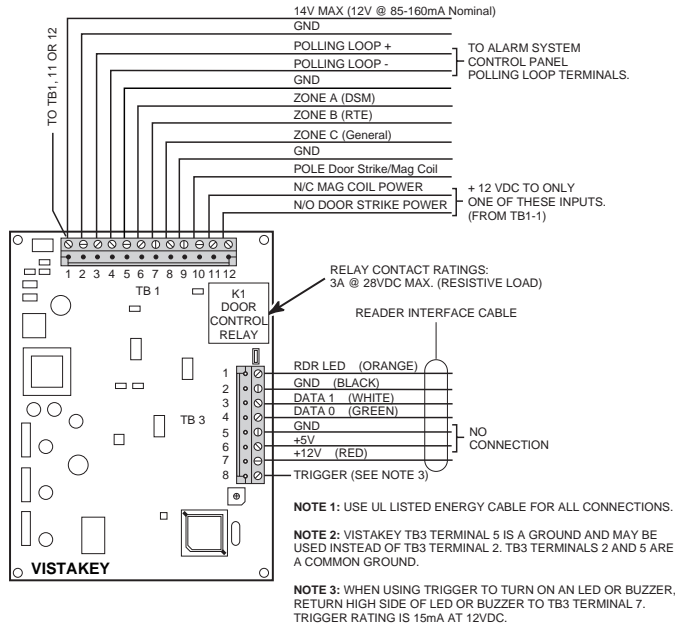 14V MAX (12V @ 85-160mA Nominal)
GND
POLLING LOOP +
POLLING LOOP -
TO ALARM SYSTEM
CONTROL PANEL
POLLING LOOP TERMINALS.
GND
ZONE A (DSM)
ZONE B (RTE)
ZONE C (General)
GND
POLE Door Strike/Mag Coil
N/C MAG COIL POWER
N/O DOOR STRIKE POWER
+ 12 VDC TO ONLY
ONE OF THESE INPUTS.
(FROM TB1-1)
TO TB1, 11 OR 12
1 2 3 4 5 6 7 8 9 10 11 12
TB 1
K1
DOOR
CONTROL
RELAY
RELAY CONTACT RATINGS:
3A @ 28VDC MAX. (RESISTIVE LOAD)
READER INTERFACE CABLE
TB 3
1 RDR LED (ORANGE)
2 GND (BLACK)
3 DATA 1 (WHITE)
4 DATA 0 (GREEN)
5 GND
6 +5V
7 +12V (RED)
8 TRIGGER (SEE NOTE 3)
NO
CONNECTION
VISTAKEY
NOTE 1: USE UL LISTED ENERGY CABLE FOR ALL CONNECTIONS.
NOTE 2: VISTAKEY TB3 TERMINAL 5 IS A GROUND AND MAY BE
USED INSTEAD OF TB3 TERMINAL 2. TB3 TERMINALS 2 AND 5 ARE
A COMMON GROUND.
NOTE 3: WHEN USING TRIGGER TO TURN ON AN LED OR BUZZER,
RETURN HIGH SIDE OF LED OR BUZZER TO TB3 TERMINAL 7.
TRIGGER RATING IS 15mA AT 12VDC.